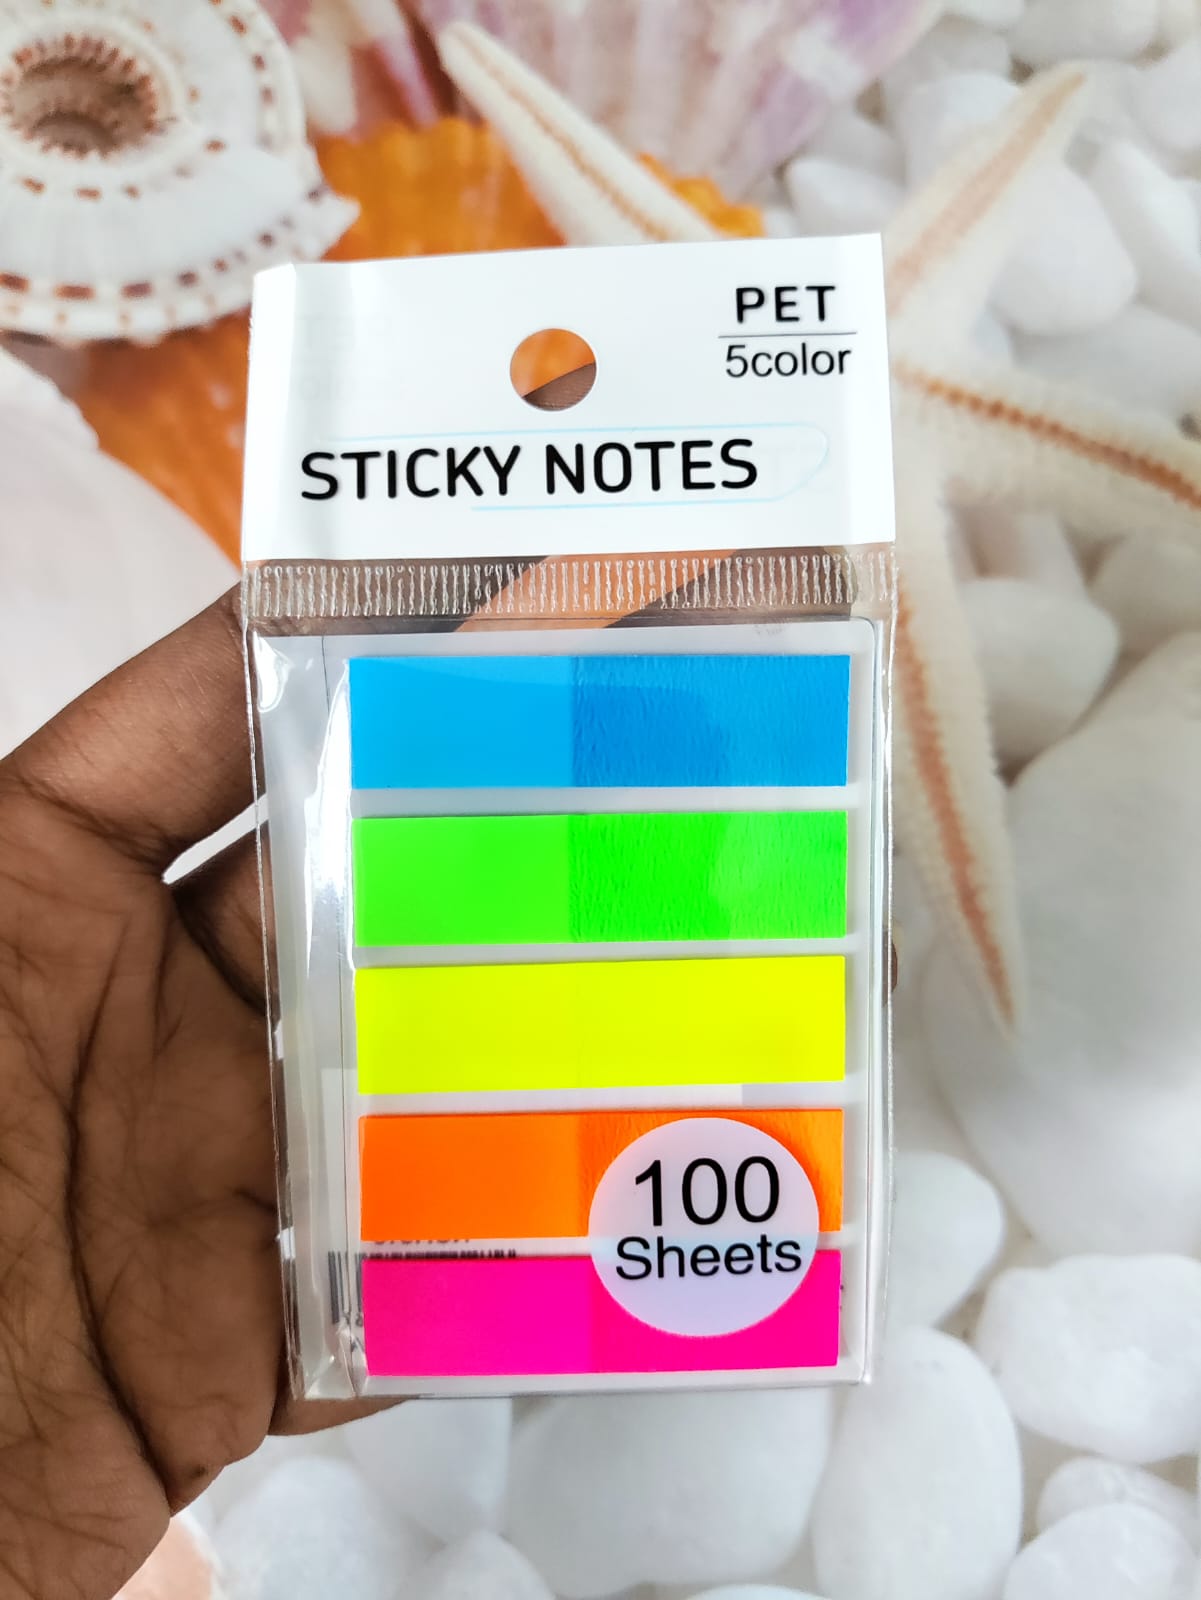 PET
5color
STICKY NOTES
100
Sheets